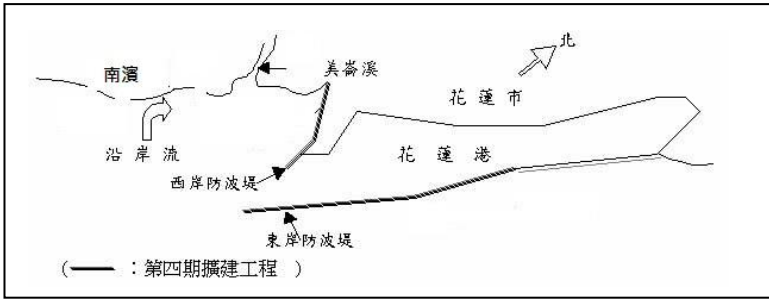 北
南濱
美崙溪
花蓮市
沿岸流
花蓮港
西岸防波堤
東岸防波堤
(：第四期擴建工程)